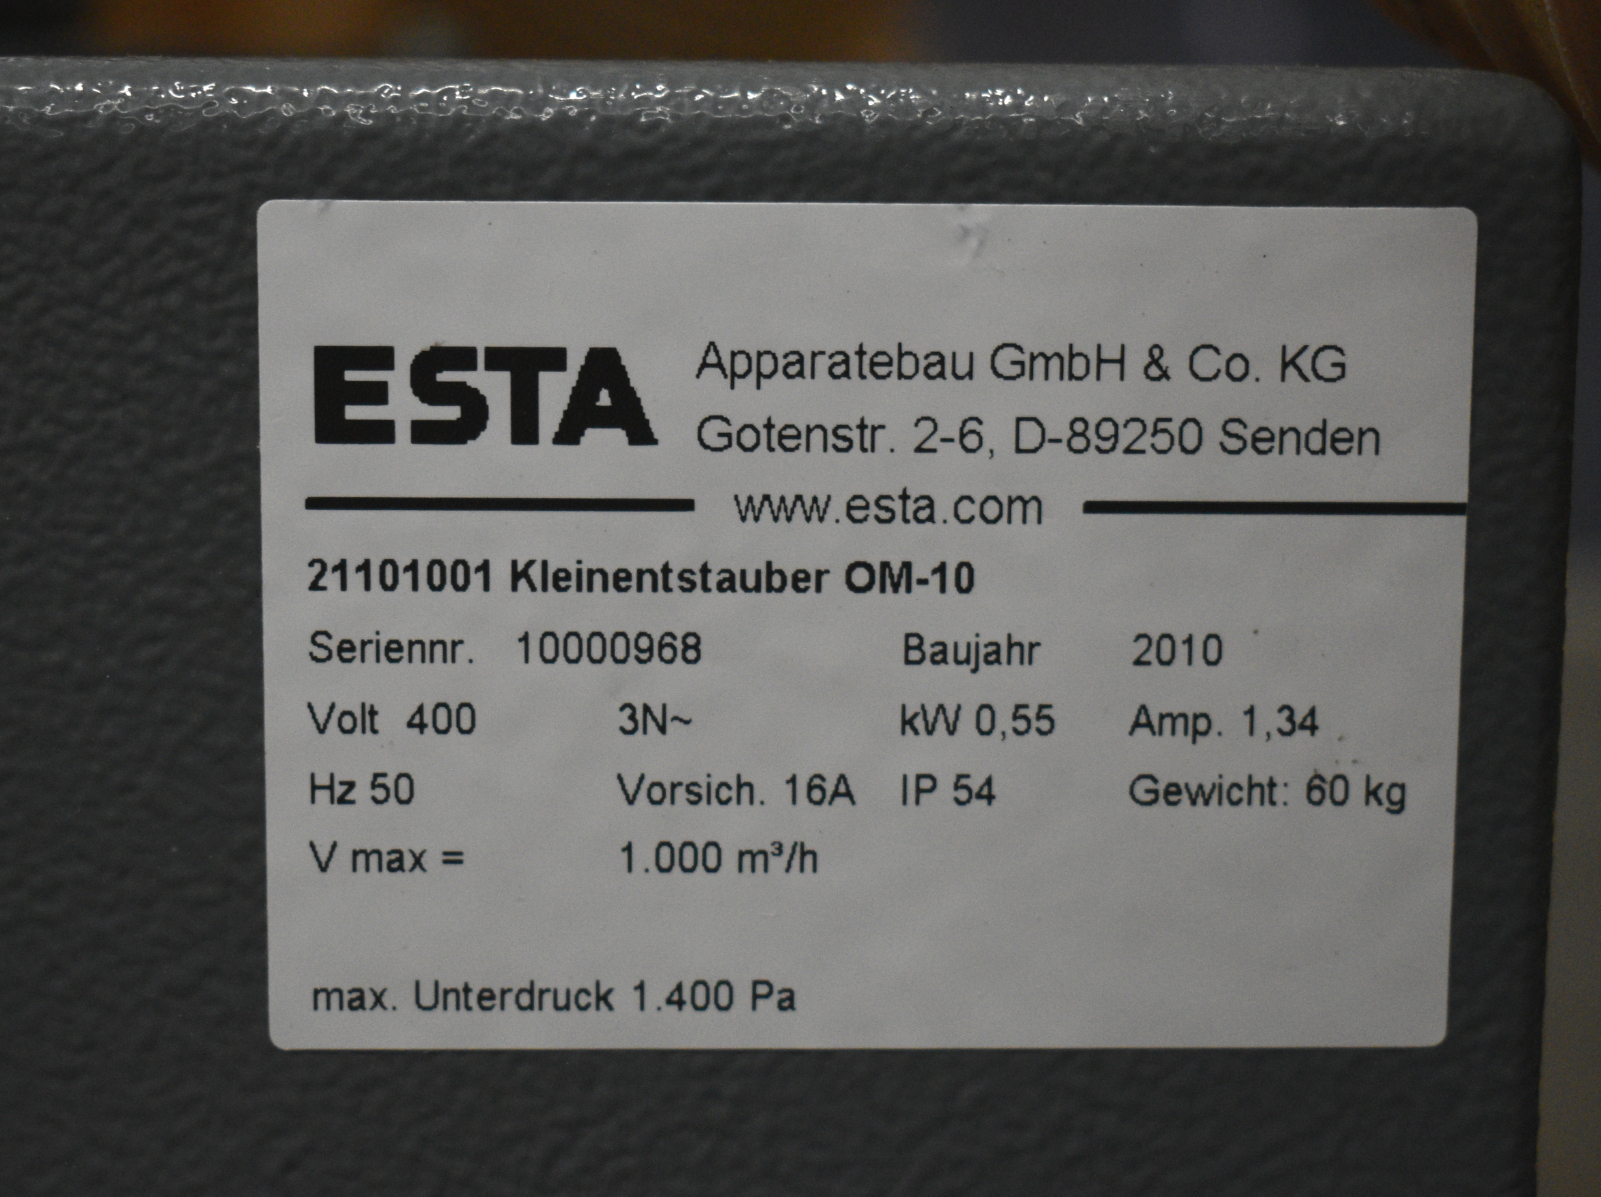 ESTA Apparatebau GmbH & Co. KG
Gotenstr. 2-6, D-89250 Senden
www.esta.com
21101001 Kleinentstauber OM-10
Seriennr. 10000968 Baujahr 2010
Volt 400 3N~ kW 0,55 Amp. 1,34
Hz 50 Vorsich. 16A IP 54 Gewicht: 60 kg
V max = 1.000 m³/h
max. Unterdruck 1.400 Pa